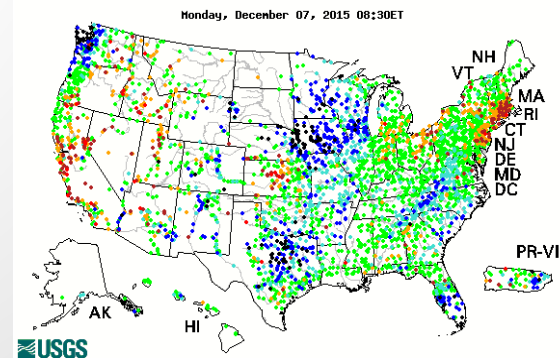 Monday, December 07, 2015 08:30ET
NH
VT
MA
RI
CT
NJ
DE
MD
DC
PR-VI
AK
HI
USGS